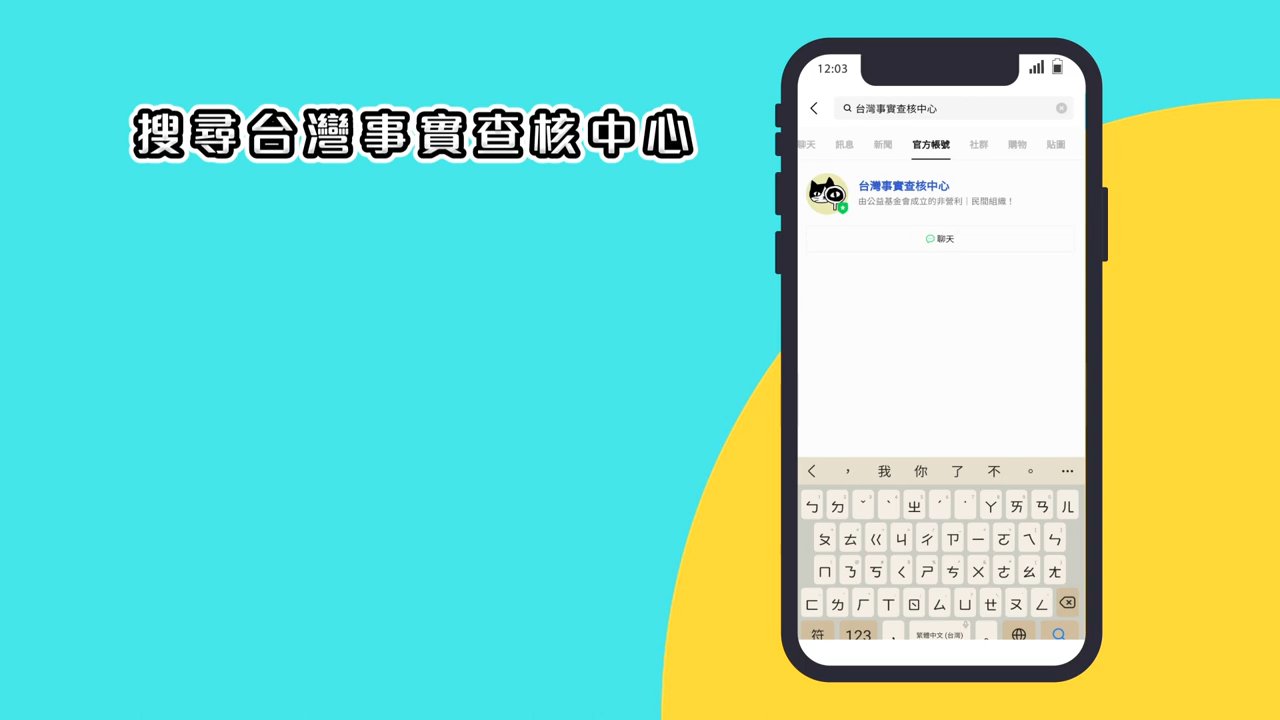 搜尋台灣事實查核中心
12:03
台灣事實查核中心
聊天 訊息 新聞 官方帳號 社群 購物 貼圖
台灣事實查核中心
由公益基金會成立的非營利｜民間組織！
聊天
， 我 你 了 不 。 …
ㄅ ㄉ ˇ ˋ ㄓ ˊ ˙ ㄚ ㄞ ㄢ ㄦ
ㄆ ㄊ ㄍ ㄐ ㄔ ㄗ ㄧ ㄛ ㄟ ㄣ
ㄇ ㄋ ㄎ ㄑ ㄕ ㄘ ㄨ ㄜ ㄠ ㄤ
ㄈ ㄌ ㄏ ㄒ ㄖ ㄙ ㄩ ㄝ ㄡ ㄥ
符 123 ， 繁體中文 (台灣) 。